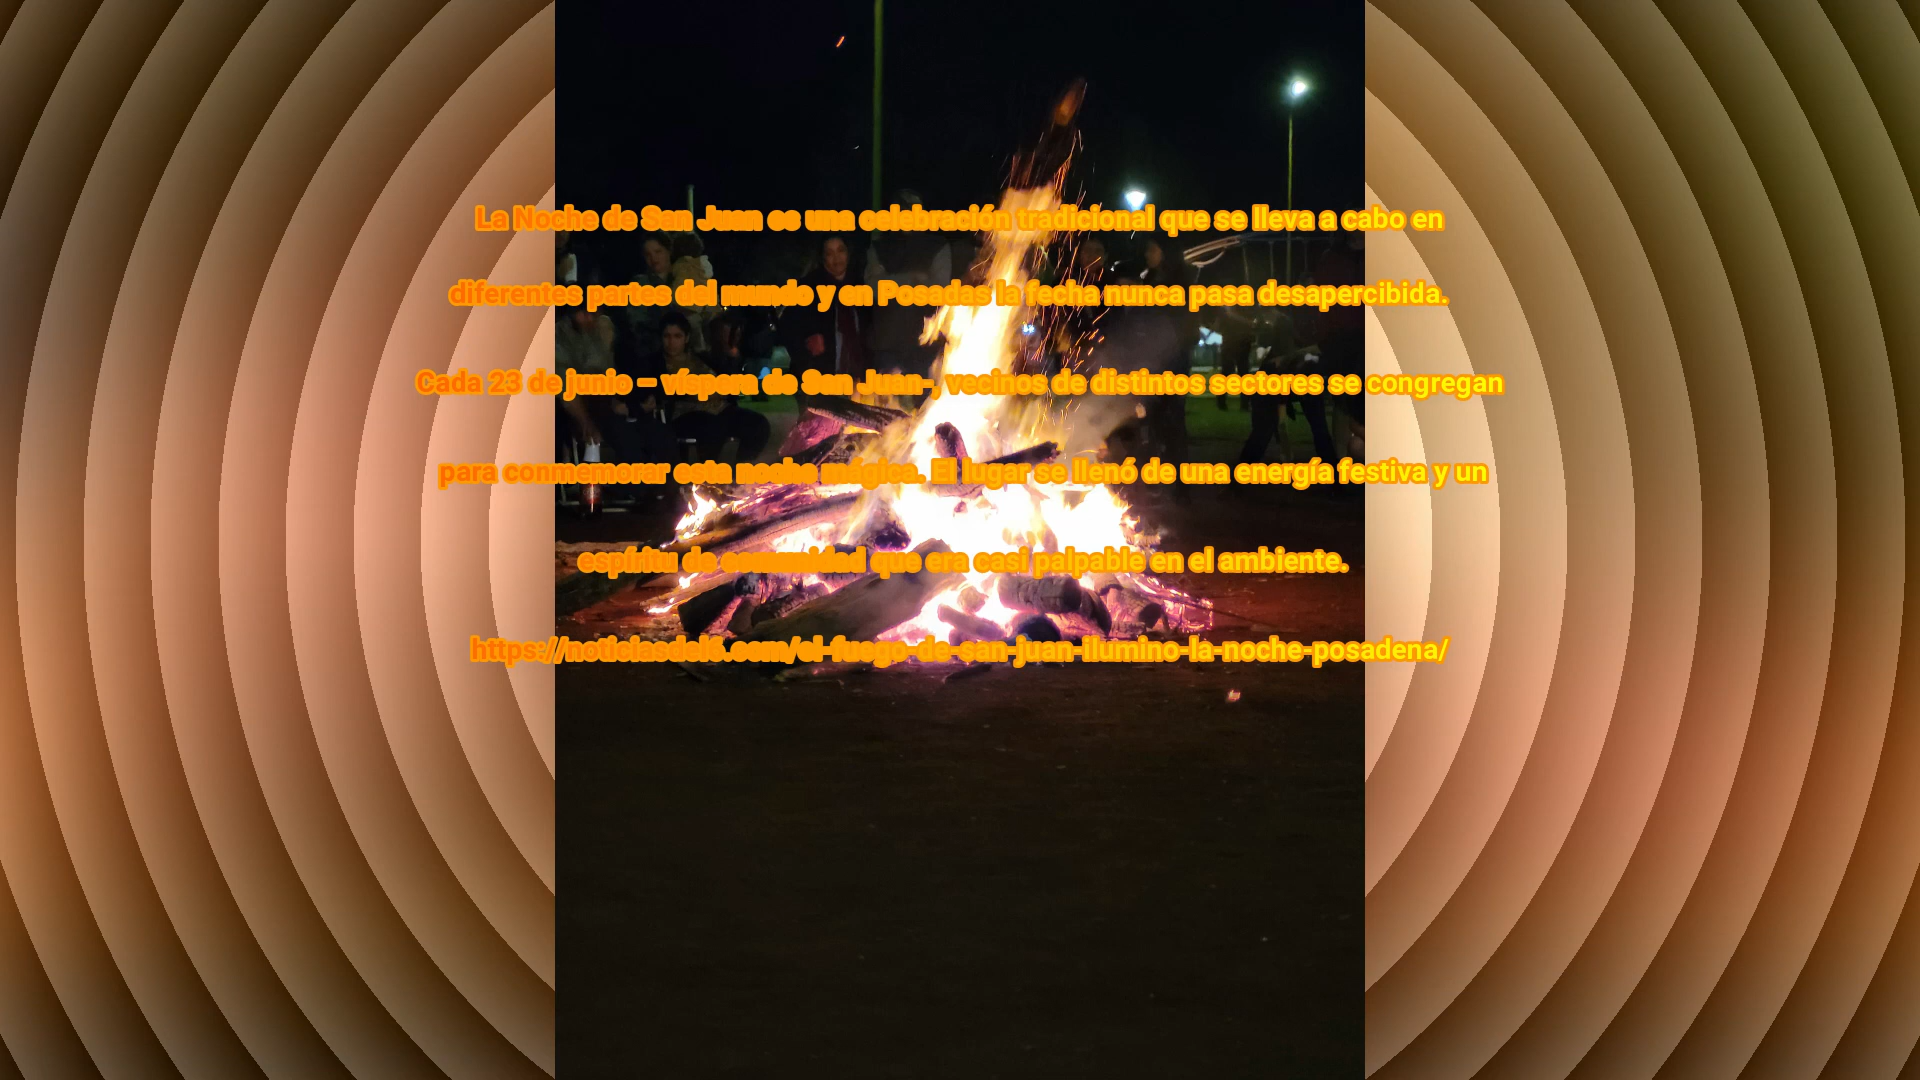 La Noche de San Juan es una celebración tradicional que se lleva a cabo en
diferentes partes del mundo y en Posadas la fecha nunca pasa desapercibida.
Cada 23 de junio – víspera de San Juan-, vecinos de distintos sectores se congregan
para conmemorar esta noche mágica. El lugar se llenó de una energía festiva y un
espíritu de comunidad que era casi palpable en el ambiente.
https://noticiasdel6.com/el-fuego-de-san-juan-ilumino-la-noche-posadena/